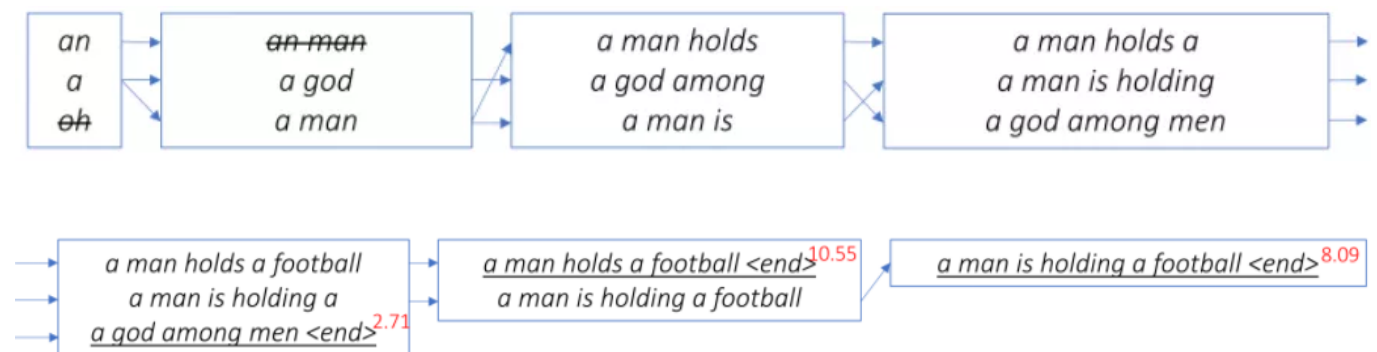 an
a
oh
an man
a god
a man
a man holds
a god among
a man is
a man holds a
a man is holding
a god among men
a man holds a football
a man is holding a
a god among men <end> 2.71
a man holds a football <end> 10.55
a man is holding a football
a man is holding a football <end> 8.09